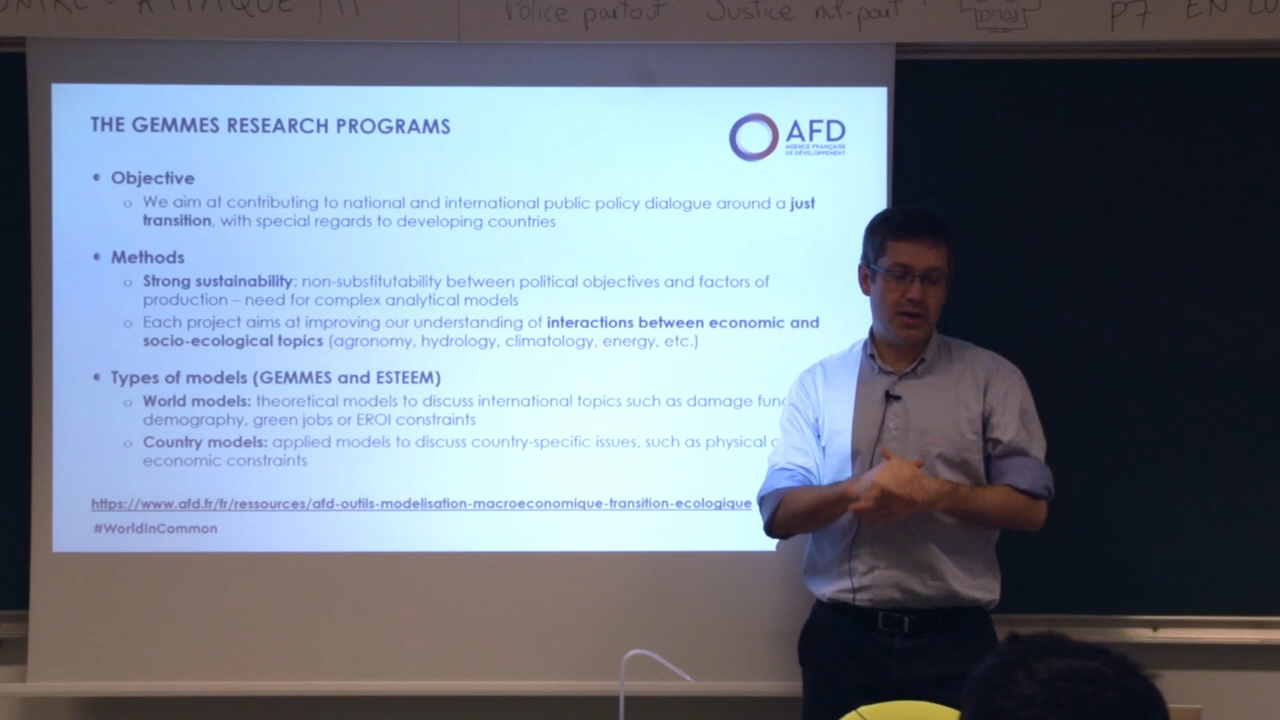 ATTAQUE !!!
Police partout Justice null-part !
P7 EN
THE GEMMES RESEARCH PROGRAMS
AFD
AGENCE FRANÇAISE
DE DÉVELOPPEMENT
Objective
We aim at contributing to national and international public policy dialogue around a just
transition, with special regards to developing countries
Methods
Strong sustainability: non-substitutability between political objectives and factors of
production – need for complex analytical models
Each project aims at improving our understanding of interactions between economic and
socio-ecological topics (agronomy, hydrology, climatology, energy, etc.)
Types of models (GEMMES and ESTEEM)
World models: theoretical models to discuss international topics such as damage
demography, green jobs or EROI constraints
Country models: applied models to discuss country-specific issues, such as physical
economic constraints
https://www.afd.fr/fr/ressources/afd-outils-modelisation-macroeconomique-transition-ecologique
#WorldInCommon